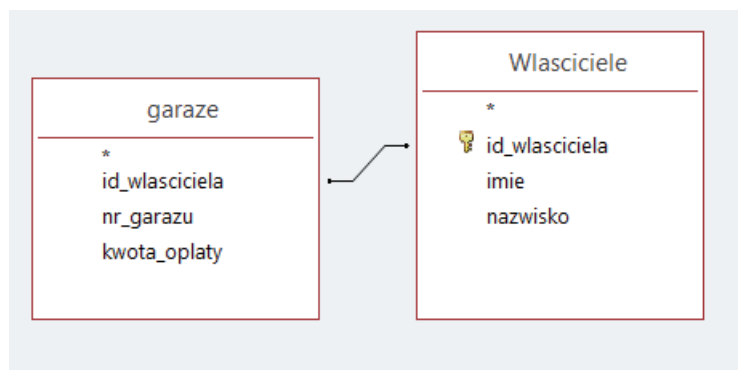 garaze
*
id_wlasciciela
nr_garazu
kwota_oplaty
Wlasciciele
*
id_wlasciciela
imie
nazwisko